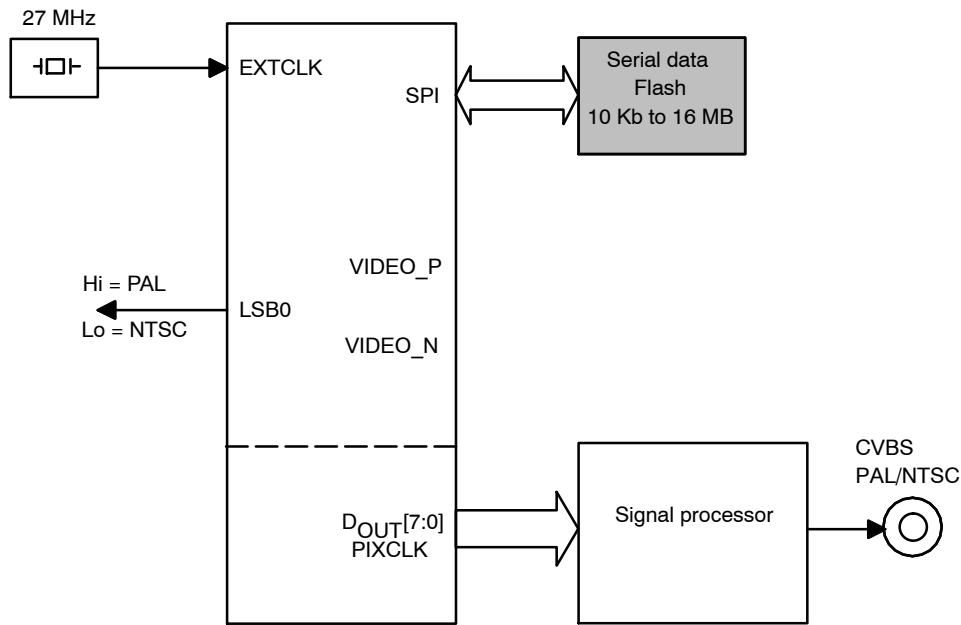 27 MHz
EXTCLK
SPI
Serial data
Flash
10 Kb to 16 MB
VIDEO_P
Hi = PAL
LSB0
Lo = NTSC
VIDEO_N
CVBS
PAL/NTSC
DOUT[7:0]
PIXCLK
Signal processor